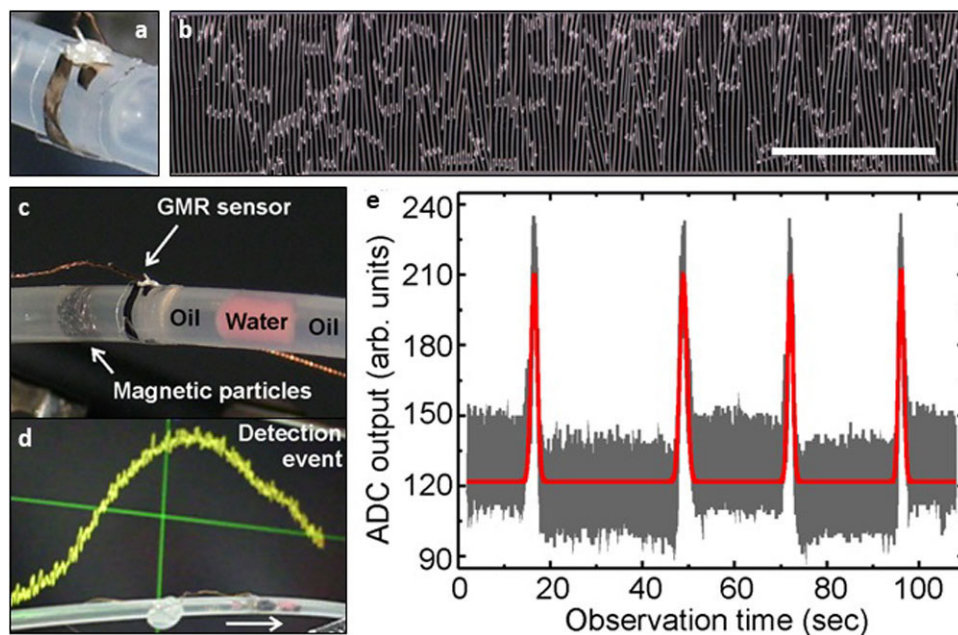 a
b
c
GMR sensor
Oil
Water
Oil
Magnetic particles
d
Detection
event
e
ADC output (arb. units)
240
210
180
150
120
90
0
20
40
60
80
100
Observation time (sec)